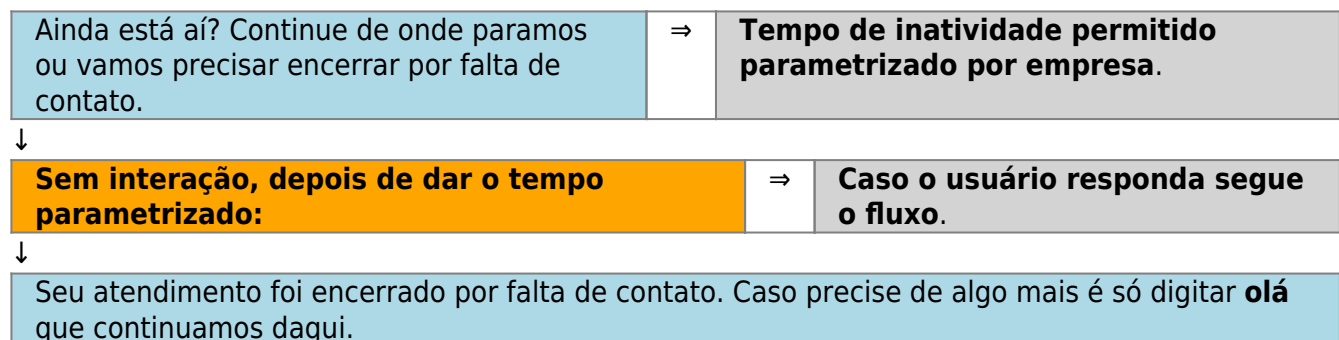 Ainda está aí? Continue de onde paramos
ou vamos precisar encerrar por falta de
contato.
⇒
Tempo de inatividade permitido
parametrizado por empresa.
↓
Sem interação, depois de dar o tempo
parametrizado:
⇒
Caso o usuário responda segue
o fluxo.
↓
Seu atendimento foi encerrado por falta de contato. Caso precise de algo mais é só digitar olá
que continuamos daqui.